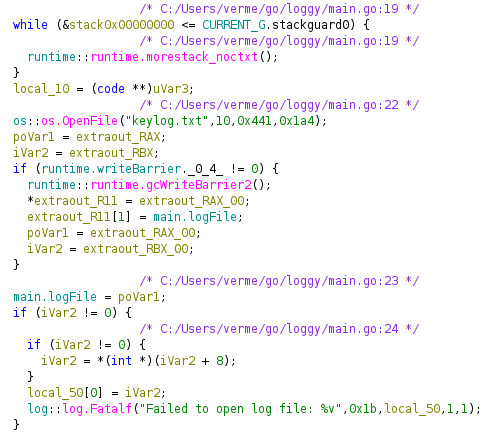 /* C:/Users/verme/go/loggy/main.go:19 */
while (&stack0x00000000 <= CURRENT_G.stackguard0) {
/* C:/Users/verme/go/loggy/main.go:19 */
runtime::runtime.morestack_noctxt();
}
local_10 = (code **)uVar3;
/* C:/Users/verme/go/loggy/main.go:22 */
os::os.OpenFile("keylog.txt",10,0x441,0x1a4);
poVar1 = extraout_RAX;
iVar2 = extraout_RBX;
if (runtime.writeBarrier._0_4_ != 0) {
runtime::runtime.gcWriteBarrier2();
*extraout_R11 = extraout_RAX_00;
extraout_R11[1] = main.logFile;
poVar1 = extraout_RAX_00;
iVar2 = extraout_RBX_00;
}
/* C:/Users/verme/go/loggy/main.go:23 */
main.logFile = poVar1;
if (iVar2 != 0) {
/* C:/Users/verme/go/loggy/main.go:24 */
if (iVar2 != 0) {
iVar2 = *(int *)(iVar2 + 8);
}
local_50[0] = iVar2;
log::log.Fatalf("Failed to open log file: %v",0x1b,local_50,1,1);
}